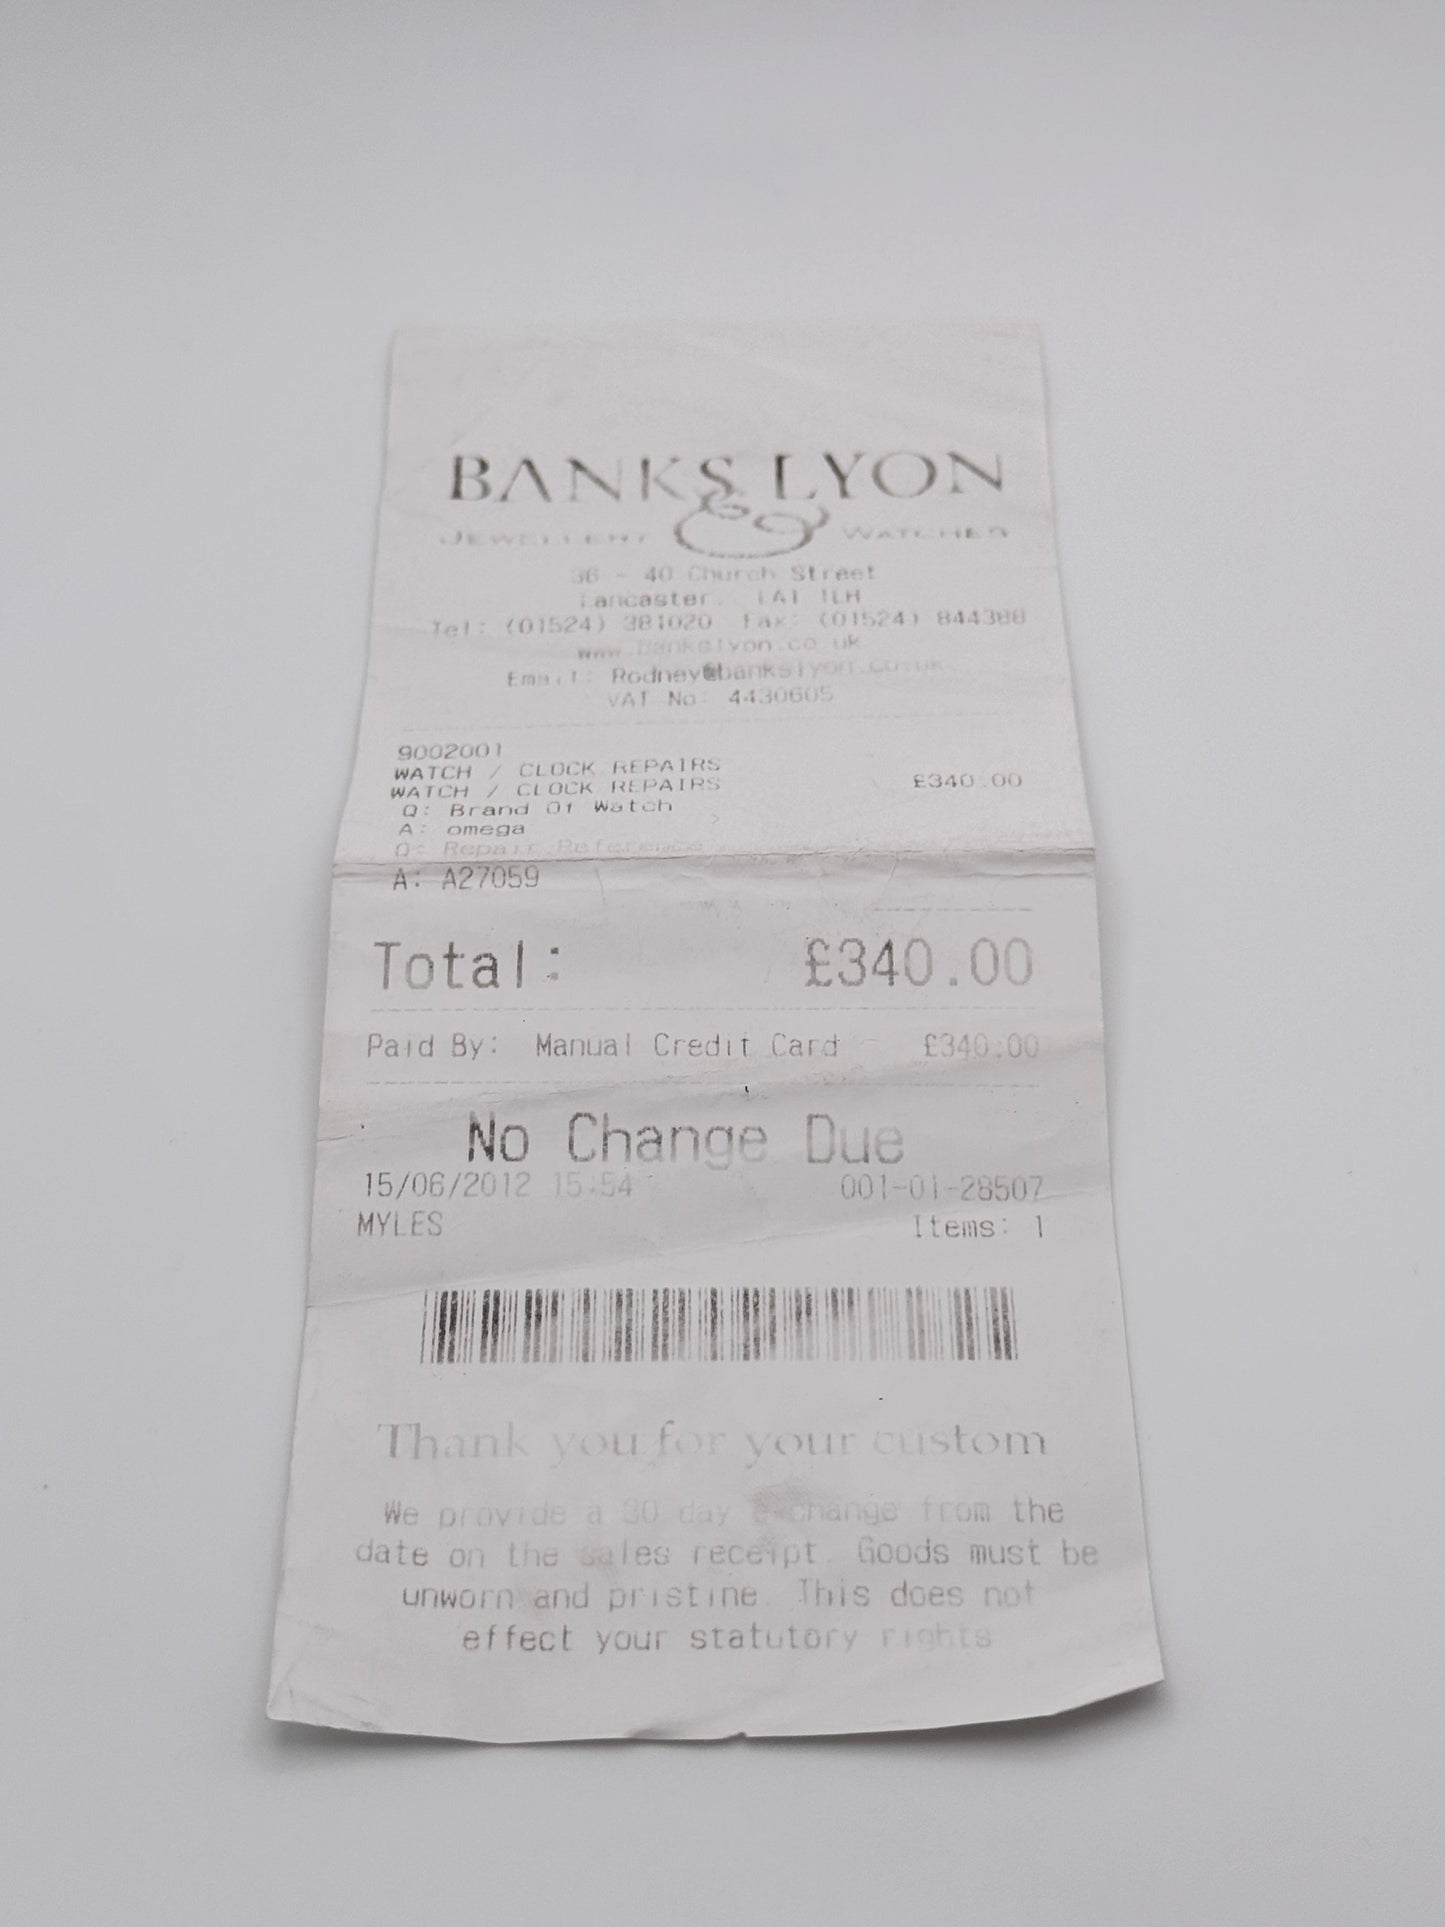 BANKS LYON
JEWELLERY & WATCHES
36 - 40 Church Street
Lancaster. LA1 1LH
Tel: (01524) 381020 Fax: (01524) 844388
www.bankslyon.co.uk
Email: Rodney@bankslyon.co.uk
VAT No: 4430605
9002001
WATCH / CLOCK REPAIRS
WATCH / CLOCK REPAIRS £340.00
Q: Brand Of Watch
A: omega
Q: Repair Reference
A: A27059
Total: £340.00
Paid By: Manual Credit Card £340.00
No Change Due
15/06/2012 15:54 001-01-28507
MYLES Items: 1
Thank you for your custom
We provide a 30 day exchange from the
date on the sales receipt. Goods must be
unworn and pristine. This does not
effect your statutory rights